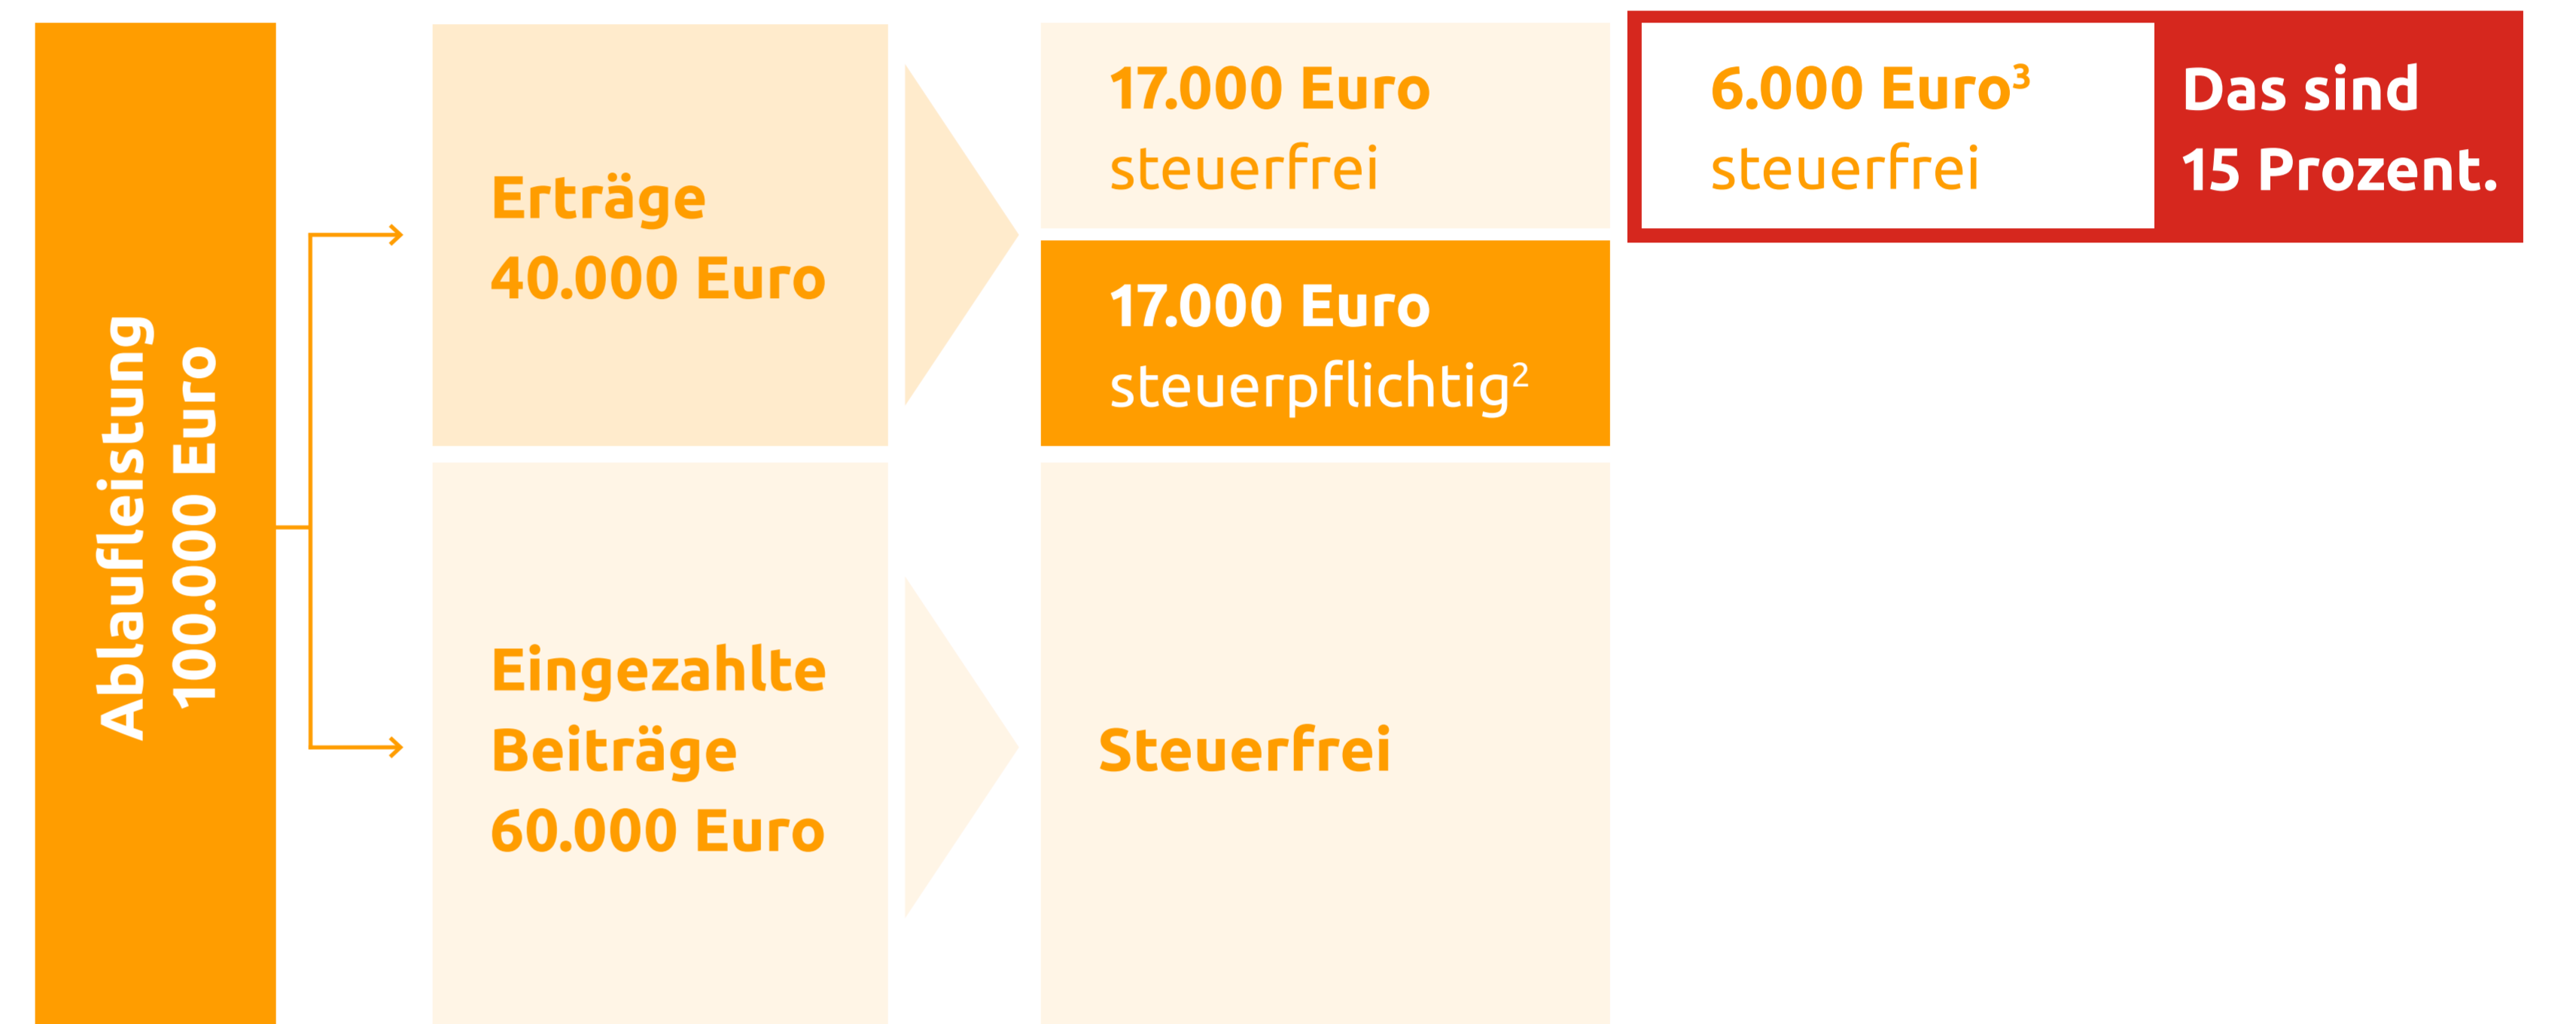 Ablaufleistung
100.000 Euro
Erträge
40.000 Euro
17.000 Euro
steuerfrei
6.000 Euro³
steuerfrei
Das sind
15 Prozent.
17.000 Euro
steuerpflichtig²
Eingezahlte
Beiträge
60.000 Euro
Steuerfrei